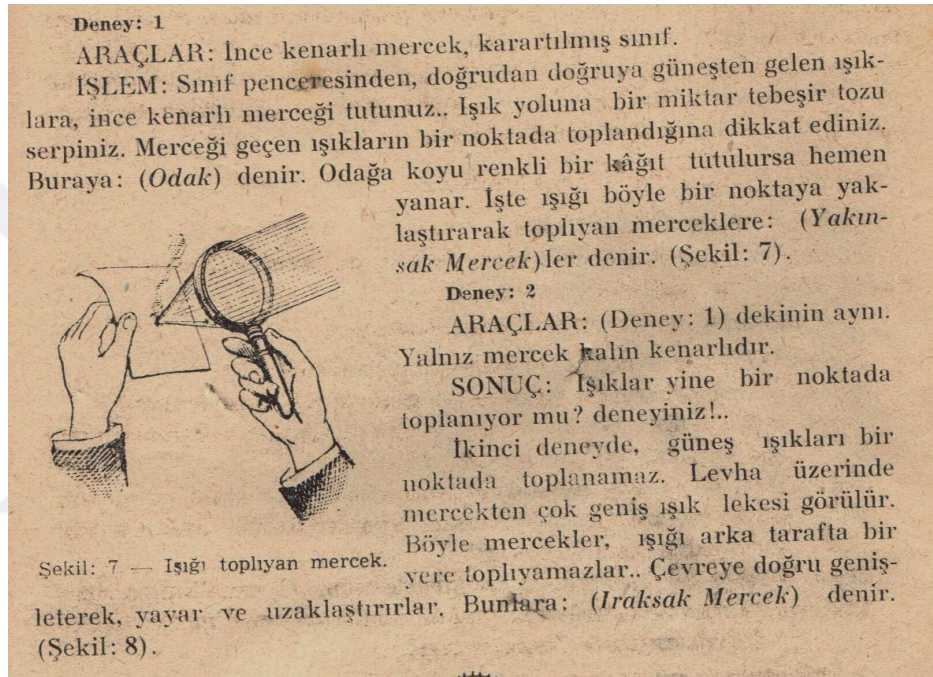 Deney: 1
ARAÇLAR: İnce kenarlı mercek, karartılmış sınıf.
İŞLEM: Sınıf penceresinden, doğrudan doğruya güneşten gelen ışık-
lara, ince kenarlı merceği tutunuz.. Işık yoluna bir miktar tebeşir tozu
serpiniz. Merceği geçen ışıkların bir noktada toplandığına dikkat ediniz.
Buraya: (Odak) denir. Odağa koyu renkli bir kâğıt tutulursa hemen
yanar. İşte ışığı böyle bir noktaya yak-
laştırarak toplıyan merceklere: (Yakın-
sak Mercek)ler denir. (Şekil: 7).
Deney: 2
ARAÇLAR: (Deney: 1) dekinin aynı.
Yalnız mercek kalın kenarlıdır.
SONUÇ: Işıklar yine bir noktada
toplanıyor mu? deneyiniz!..
İkinci deneyde, güneş ışıkları bir
noktada toplanamaz. Levha üzerinde
mercekten çok geniş ışık lekesi görülür.
Böyle mercekler, ışığı arka tarafta bir
yere toplıyamazlar.. Çevreye doğru geniş-
leterek, yayar ve uzaklaştırırlar. Bunlara: (Iraksak Mercek) denir.
(Şekil: 8).
Şekil: 7 — Işığı toplıyan mercek.